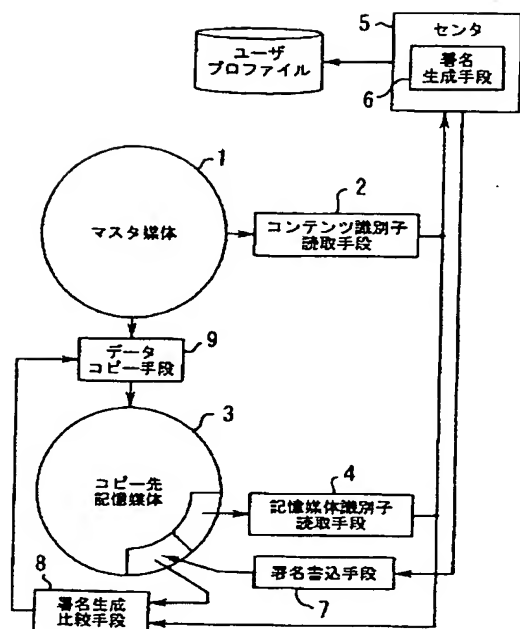 5
センタ
ユーザ
プロファイル
署名
生成手段
6
1
2
マスタ媒体
コンテンツ識別子
読取手段
9
データ
コピー手段
3
4
コピー先
記憶媒体
記憶媒体識別子
読取手段
8
署名書込手段
署名生成
比較手段
7